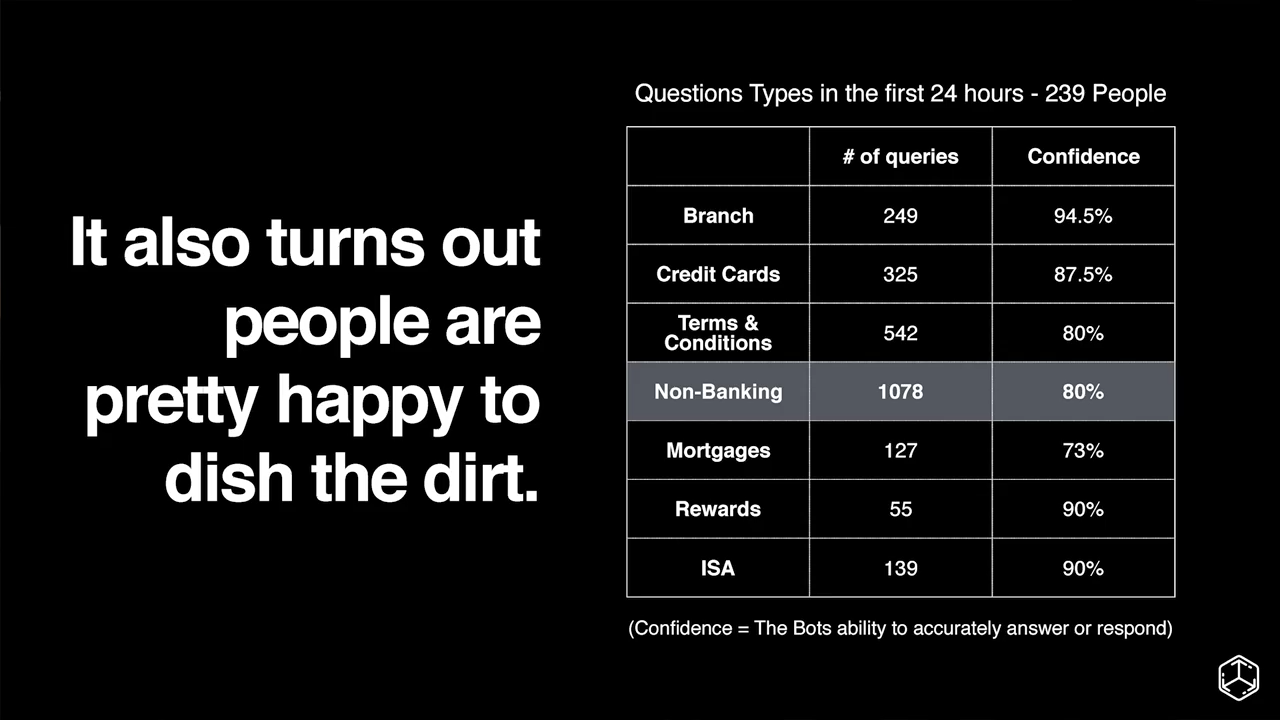 It also turns out
people are
pretty happy to
dish the dirt.
Questions Types in the first 24 hours - 239 People
# of queries Confidence
Branch 249 94.5%
Credit Cards 325 87.5%
Terms &
Conditions 542 80%
Non-Banking 1078 80%
Mortgages 127 73%
Rewards 55 90%
ISA 139 90%
(Confidence = The Bots ability to accurately answer or respond)